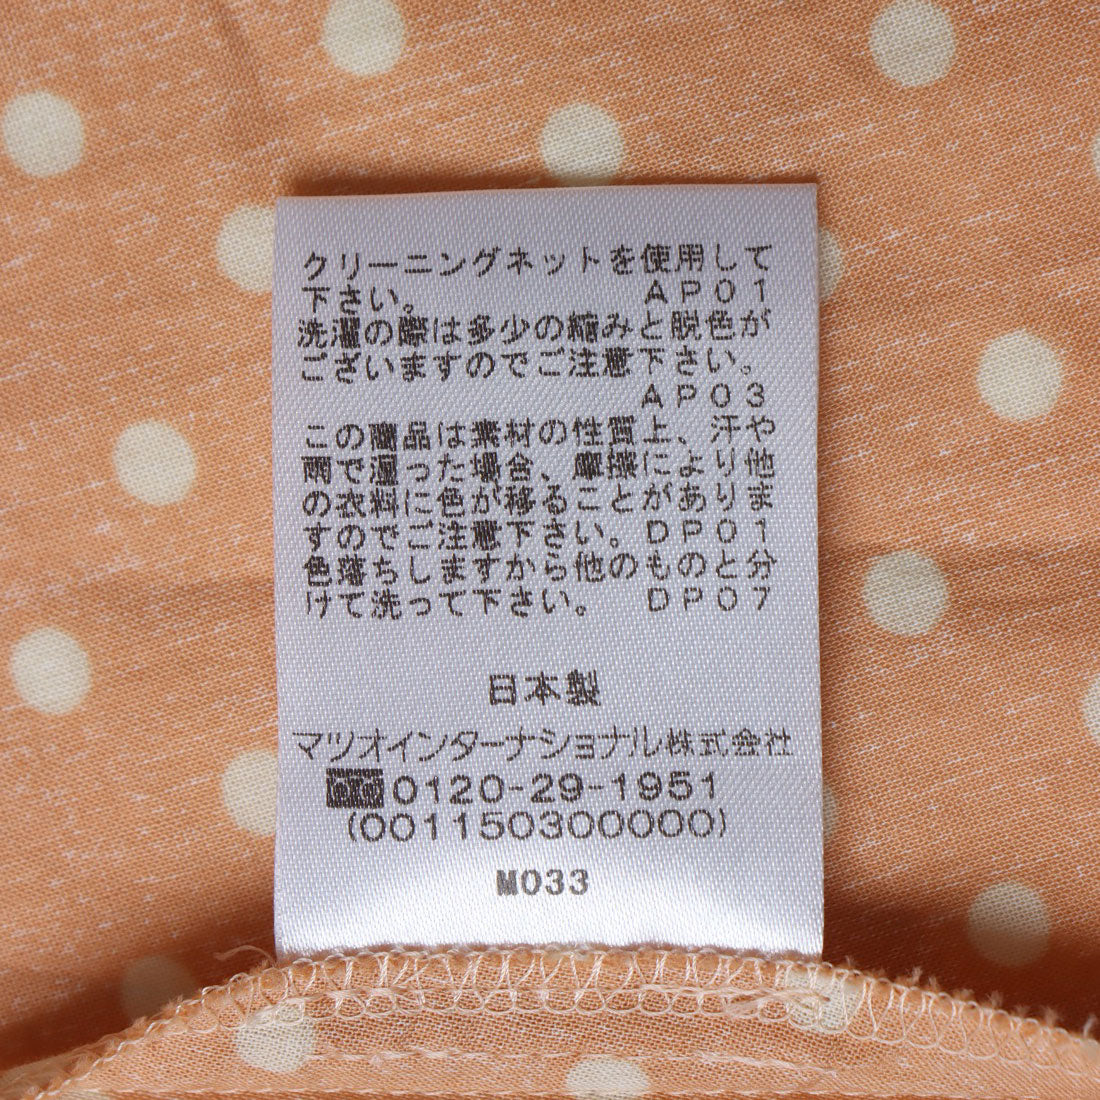 クリーニングネットを使用して
下さい。 AP01
洗濯の際は多少の縮みと脱色が
ございますのでご注意下さい。
AP03
この商品は素材の性質上、汗や
雨で湿った場合、摩擦により他
の衣料に色が移ることがありま
すのでご注意下さい。DP01
色落ちしますから他のものと分
けて洗って下さい。 DP07
日本製
マツオインターナショナル株式会社
0120-29-1951
(001150300000)
M033